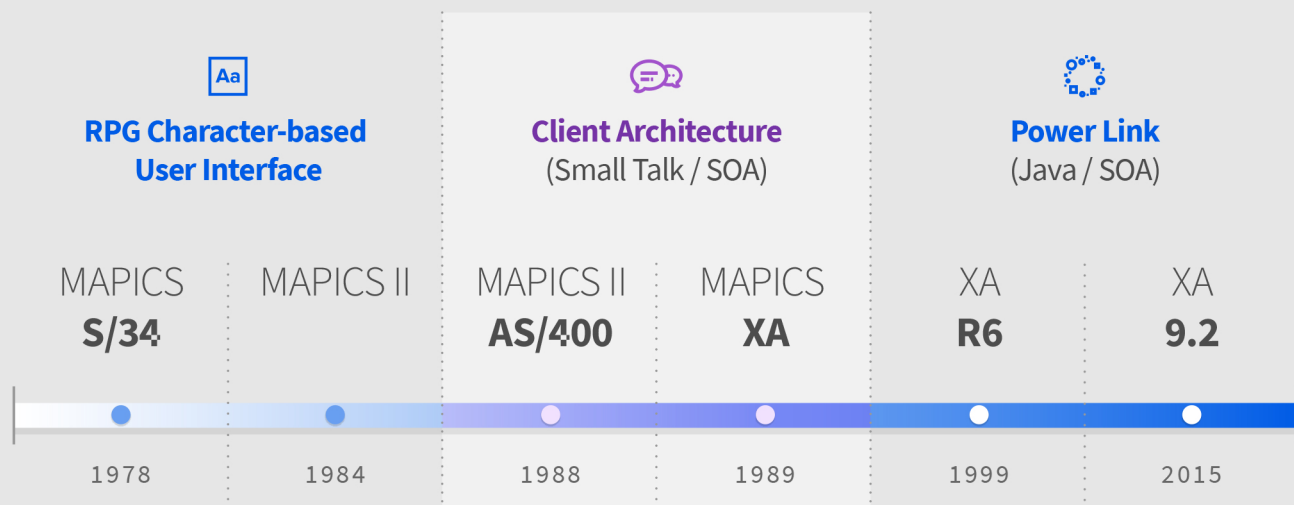 Aa
RPG Character-based
User Interface
Client Architecture
(Small Talk / SOA)
Power Link
(Java / SOA)
MAPICS
S/34
MAPICS II
MAPICS II
AS/400
MAPICS
XA
XA
R6
XA
9.2
1978
1984
1988
1989
1999
2015